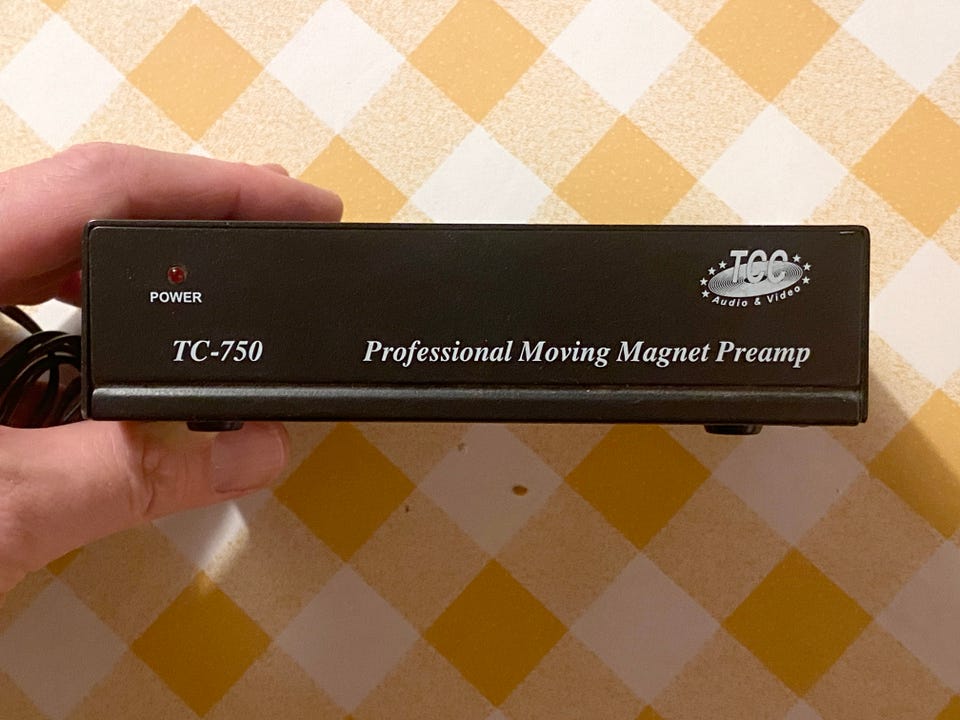 TCC
Audio & Video
POWER
TC-750
Professional Moving Magnet Preamp